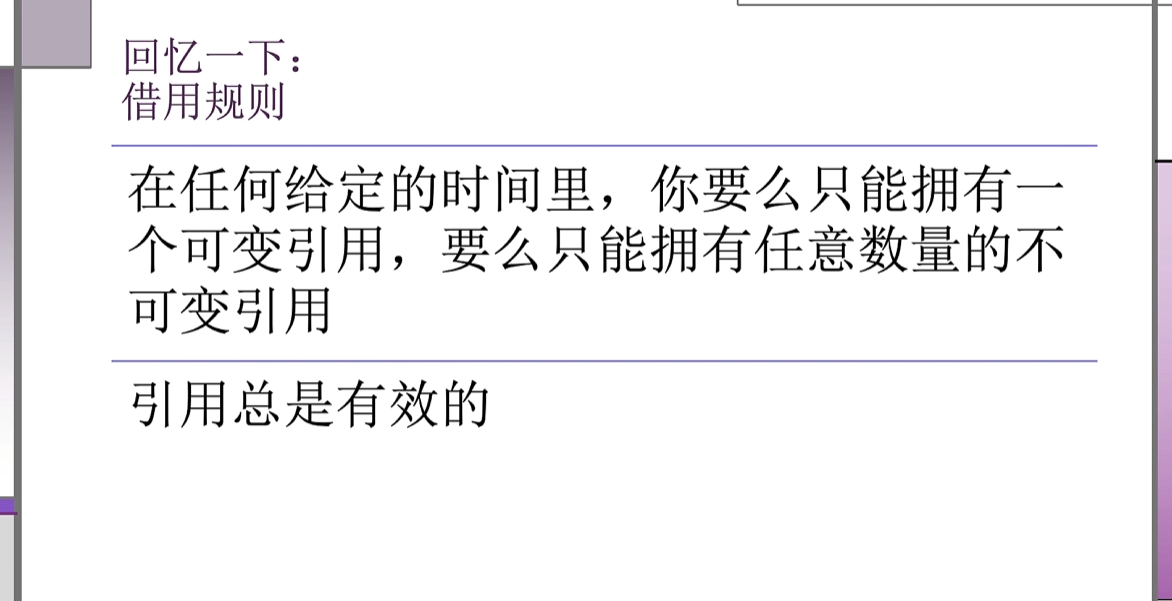 回忆一下：
借用规则
在任何给定的时间里，你要么只能拥有一
个可变引用，要么只能拥有任意数量的不
可变引用
引用总是有效的